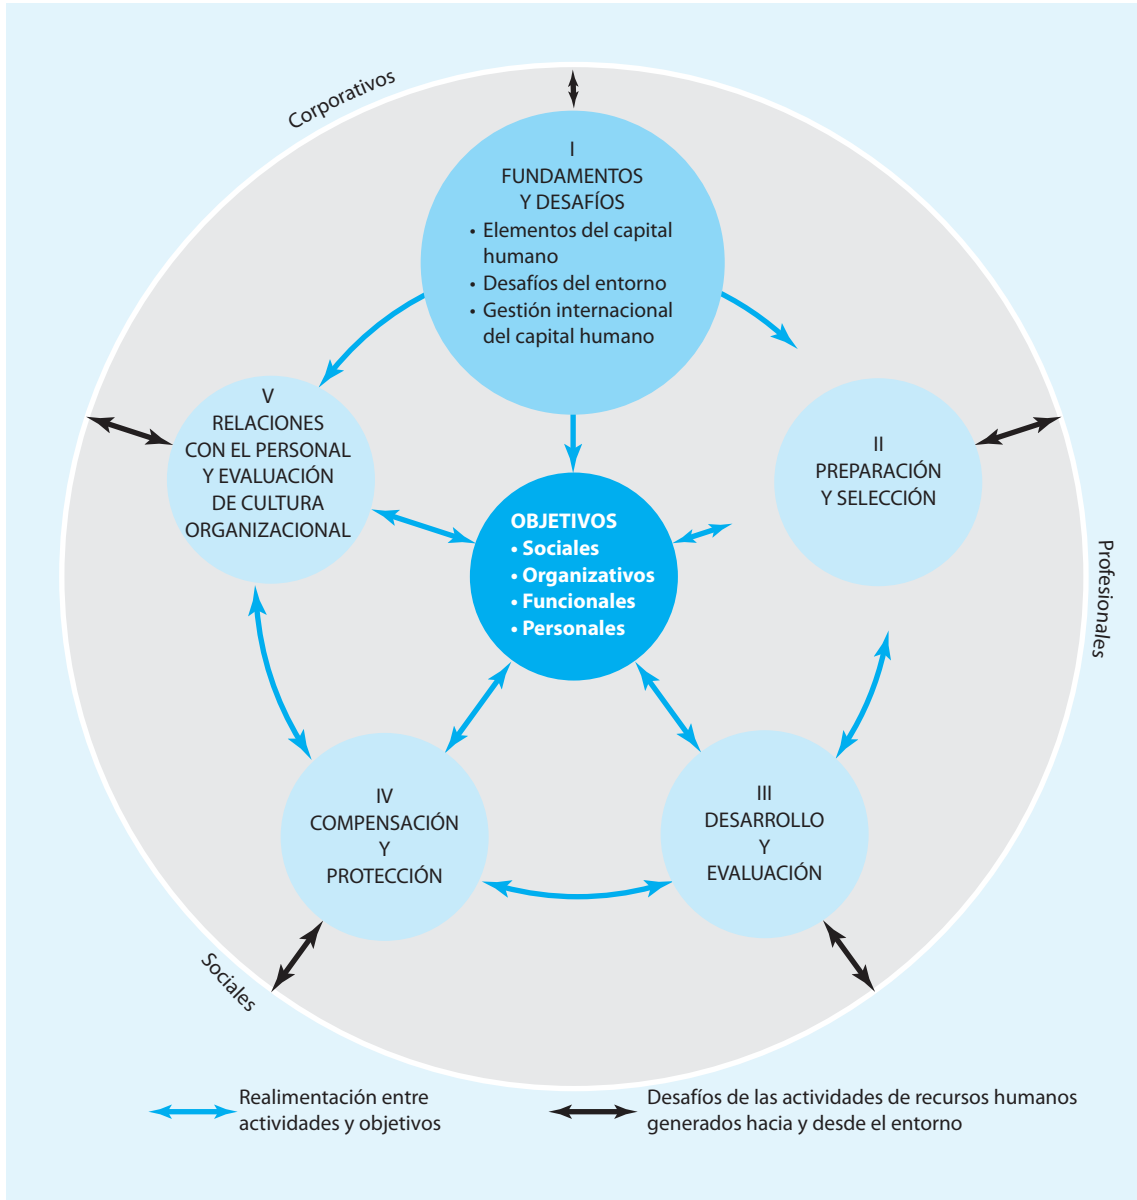 Corporativos
I
FUNDAMENTOS
Y DESAFÍOS
• Elementos del capital
humano
• Desafíos del entorno
• Gestión internacional
del capital humano
V
RELACIONES
CON EL PERSONAL
Y EVALUACIÓN
DE CULTURA
ORGANIZACIONAL
II
PREPARACIÓN
Y SELECCIÓN
OBJETIVOS
• Sociales
• Organizativos
• Funcionales
• Personales
Profesionales
IV
COMPENSACIÓN
Y
PROTECCIÓN
III
DESARROLLO
Y
EVALUACIÓN
Sociales
Realimentación entre
actividades y objetivos
Desafíos de las actividades de recursos humanos
generados hacia y desde el entorno